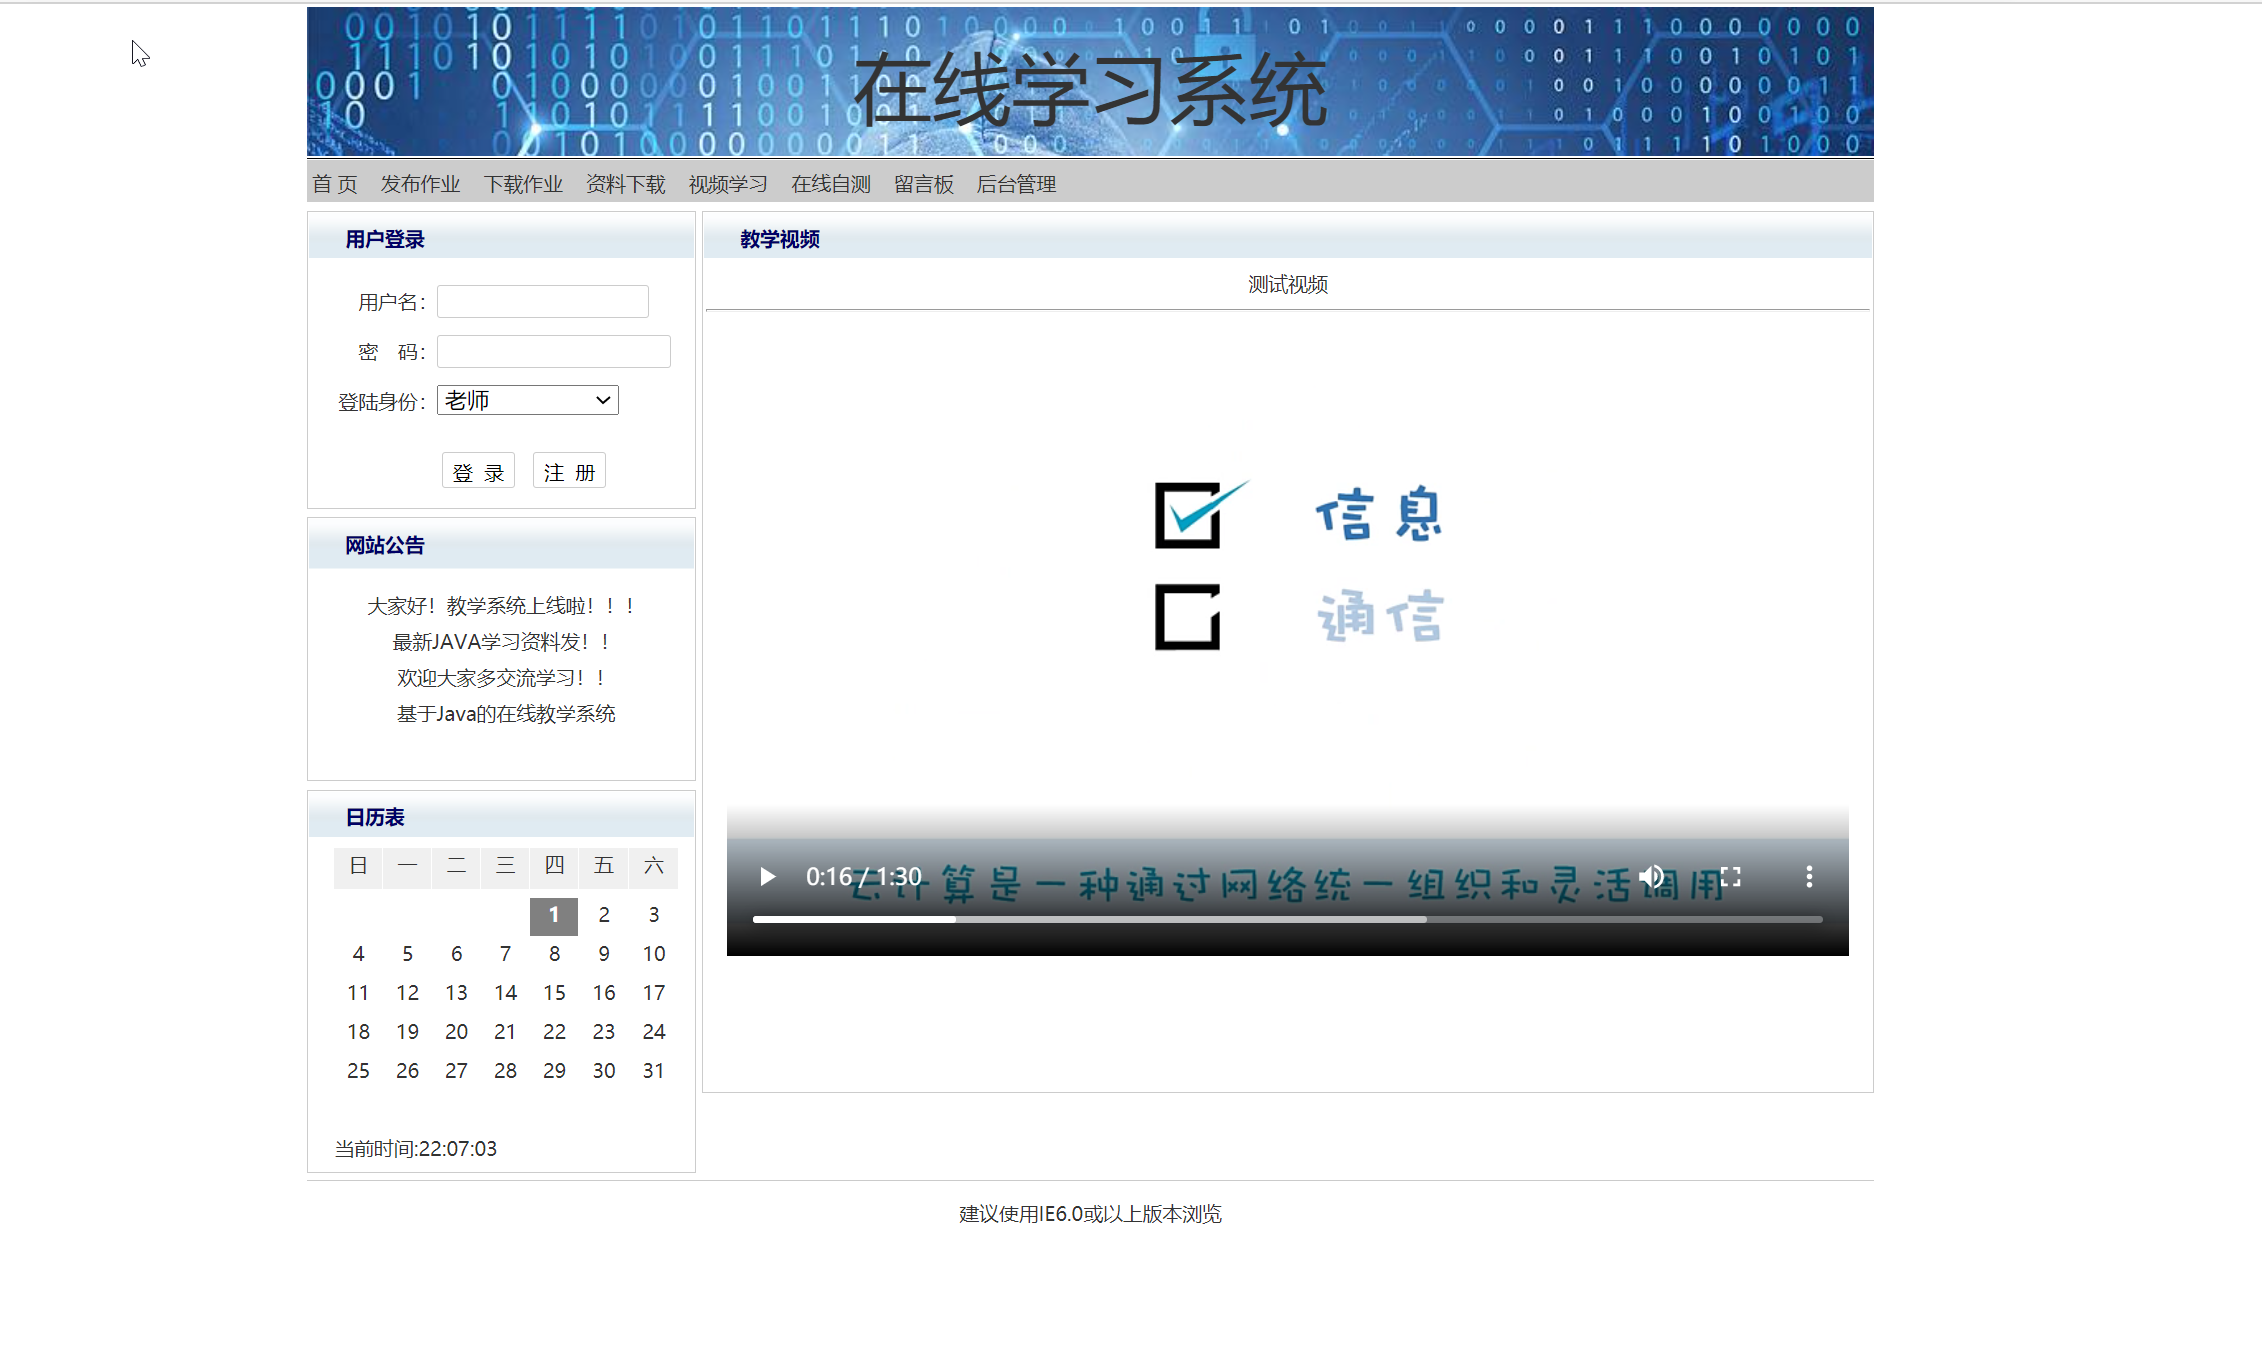 在线学习系统
首 页 发布作业 下载作业 资料下载 视频学习 在线自测 留言板 后台管理
用户登录
用户名：
密 码：
登陆身份： 老师
登 录 注 册
网站公告
大家好！教学系统上线啦！！！
最新JAVA学习资料发！！
欢迎大家多交流学习！！
基于Java的在线教学系统
日历表
日 一 二 三 四 五 六
1 2 3
4 5 6 7 8 9 10
11 12 13 14 15 16 17
18 19 20 21 22 23 24
25 26 27 28 29 30 31
当前时间:22:07:03
教学视频
测试视频
信息
通信
云计算是一种通过网络统一组织和灵活调用
0:16 / 1:30
建议使用IE6.0或以上版本浏览